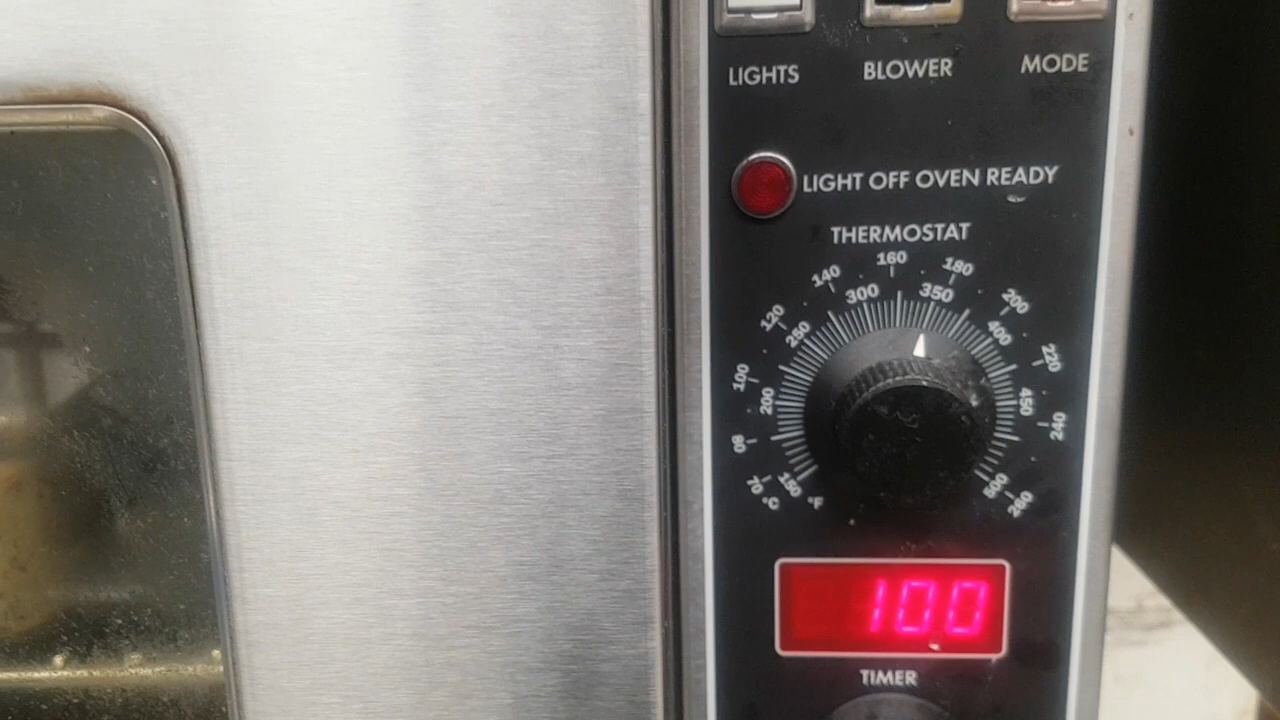 LIGHTS BLOWER MODE
LIGHT OFF OVEN READY
THERMOSTAT
70 80 100 120 140 160 180 200 220 240 260
°C
150 200 250 300 350 400 450 500
°F
100
TIMER